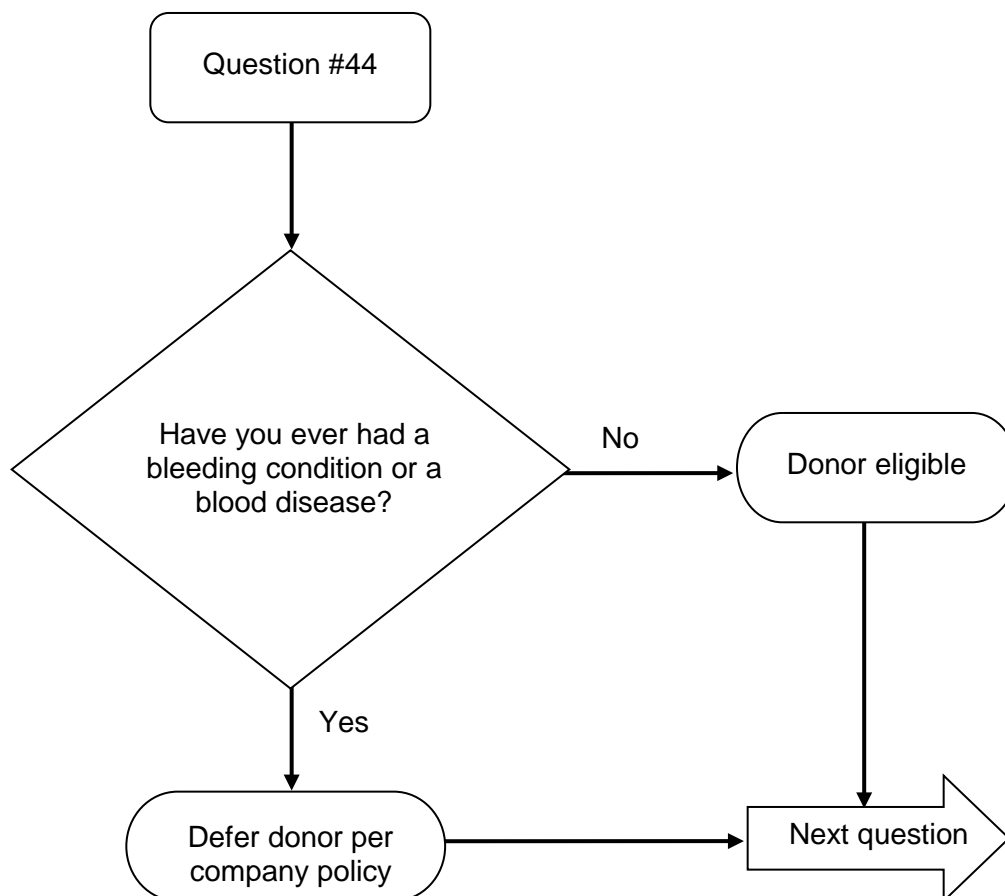 Question #44
Have you ever had a
bleeding condition or a
blood disease?
No
Donor eligible
Yes
Defer donor per
company policy
Next question